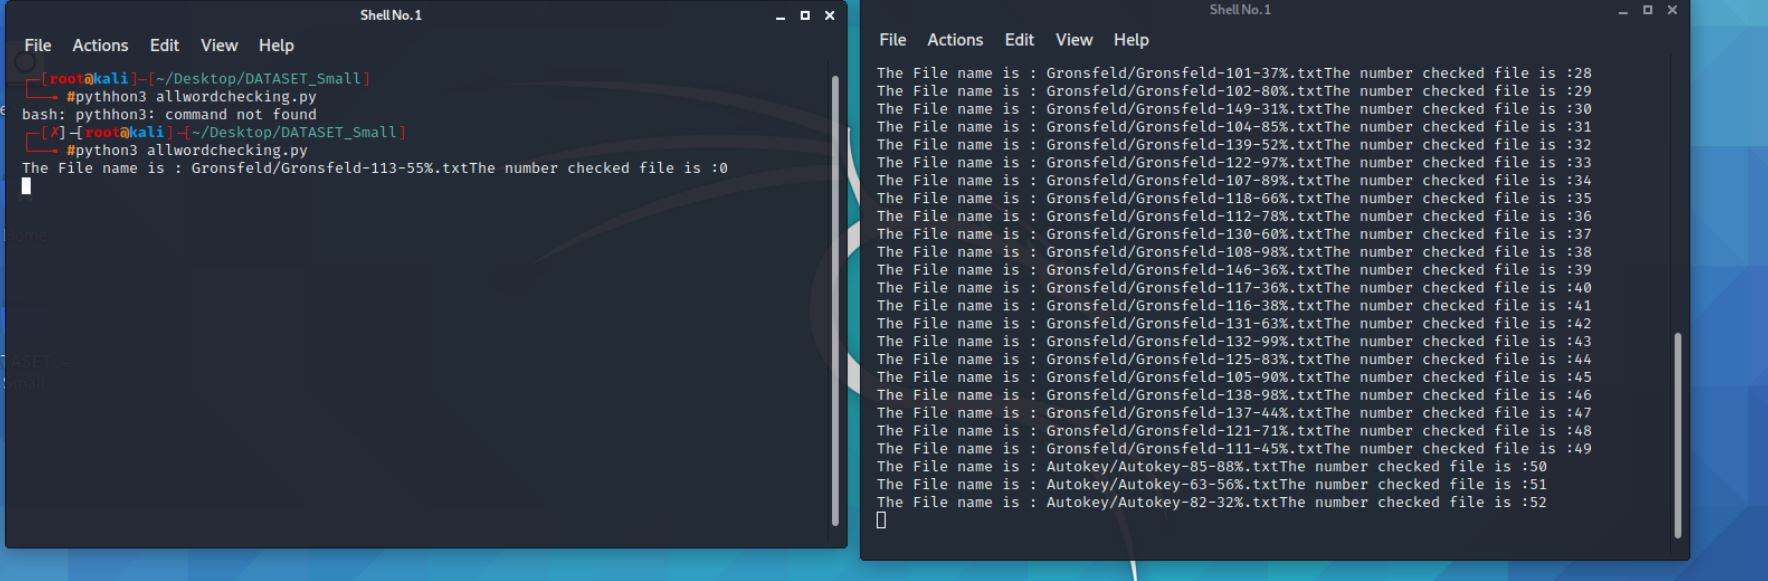 Shell No. 1
File Actions Edit View Help
┌─[root@kali]─[~/Desktop/DATASET_Small]
└──╼ #pythhon3 allwordchecking.py
bash: pythhon3: command not found
┌─[✗]─[root@kali]─[~/Desktop/DATASET_Small]
└──╼ #python3 allwordchecking.py
The File name is : Gronsfeld/Gronsfeld-113-55%.txtThe number checked file is :0
Home
Small
Shell No. 1
File Actions Edit View Help
The File name is : Gronsfeld/Gronsfeld-101-37%.txtThe number checked file is :28
The File name is : Gronsfeld/Gronsfeld-102-80%.txtThe number checked file is :29
The File name is : Gronsfeld/Gronsfeld-149-31%.txtThe number checked file is :30
The File name is : Gronsfeld/Gronsfeld-104-85%.txtThe number checked file is :31
The File name is : Gronsfeld/Gronsfeld-139-52%.txtThe number checked file is :32
The File name is : Gronsfeld/Gronsfeld-122-97%.txtThe number checked file is :33
The File name is : Gronsfeld/Gronsfeld-107-89%.txtThe number checked file is :34
The File name is : Gronsfeld/Gronsfeld-118-66%.txtThe number checked file is :35
The File name is : Gronsfeld/Gronsfeld-112-78%.txtThe number checked file is :36
The File name is : Gronsfeld/Gronsfeld-130-60%.txtThe number checked file is :37
The File name is : Gronsfeld/Gronsfeld-108-98%.txtThe number checked file is :38
The File name is : Gronsfeld/Gronsfeld-146-36%.txtThe number checked file is :39
The File name is : Gronsfeld/Gronsfeld-117-36%.txtThe number checked file is :40
The File name is : Gronsfeld/Gronsfeld-116-38%.txtThe number checked file is :41
The File name is : Gronsfeld/Gronsfeld-131-63%.txtThe number checked file is :42
The File name is : Gronsfeld/Gronsfeld-132-99%.txtThe number checked file is :43
The File name is : Gronsfeld/Gronsfeld-125-83%.txtThe number checked file is :44
The File name is : Gronsfeld/Gronsfeld-105-90%.txtThe number checked file is :45
The File name is : Gronsfeld/Gronsfeld-138-98%.txtThe number checked file is :46
The File name is : Gronsfeld/Gronsfeld-137-44%.txtThe number checked file is :47
The File name is : Gronsfeld/Gronsfeld-121-71%.txtThe number checked file is :48
The File name is : Gronsfeld/Gronsfeld-111-45%.txtThe number checked file is :49
The File name is : Autokey/Autokey-85-88%.txtThe number checked file is :50
The File name is : Autokey/Autokey-63-56%.txtThe number checked file is :51
The File name is : Autokey/Autokey-82-32%.txtThe number checked file is :52